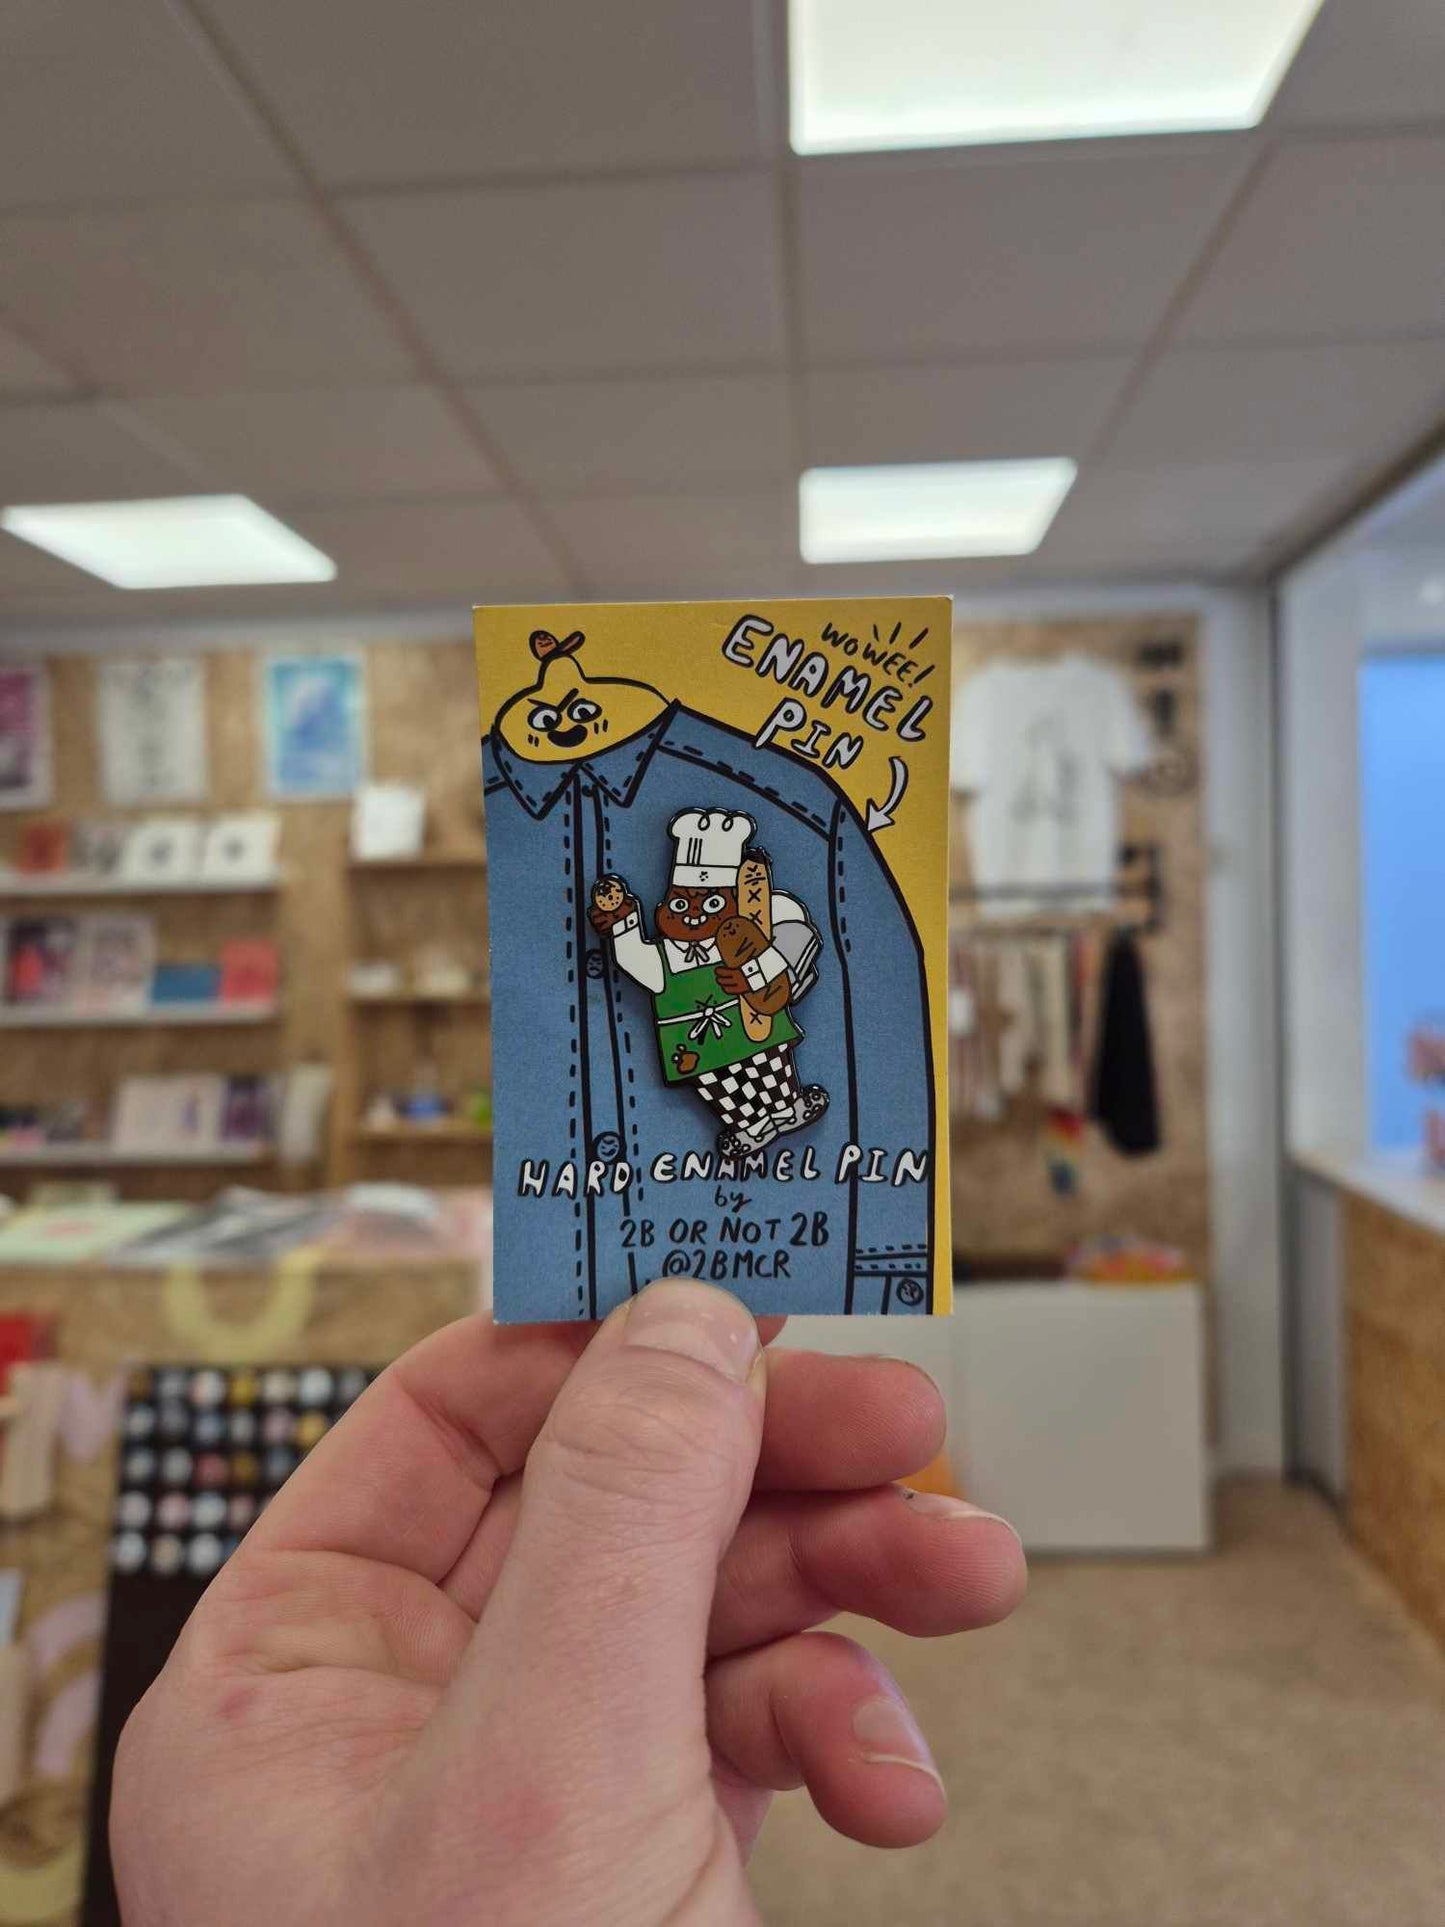 WOWEE!
ENAMEL
PIN
HARD ENAMEL PIN
by
2B OR NOT 2B
@2BMCR